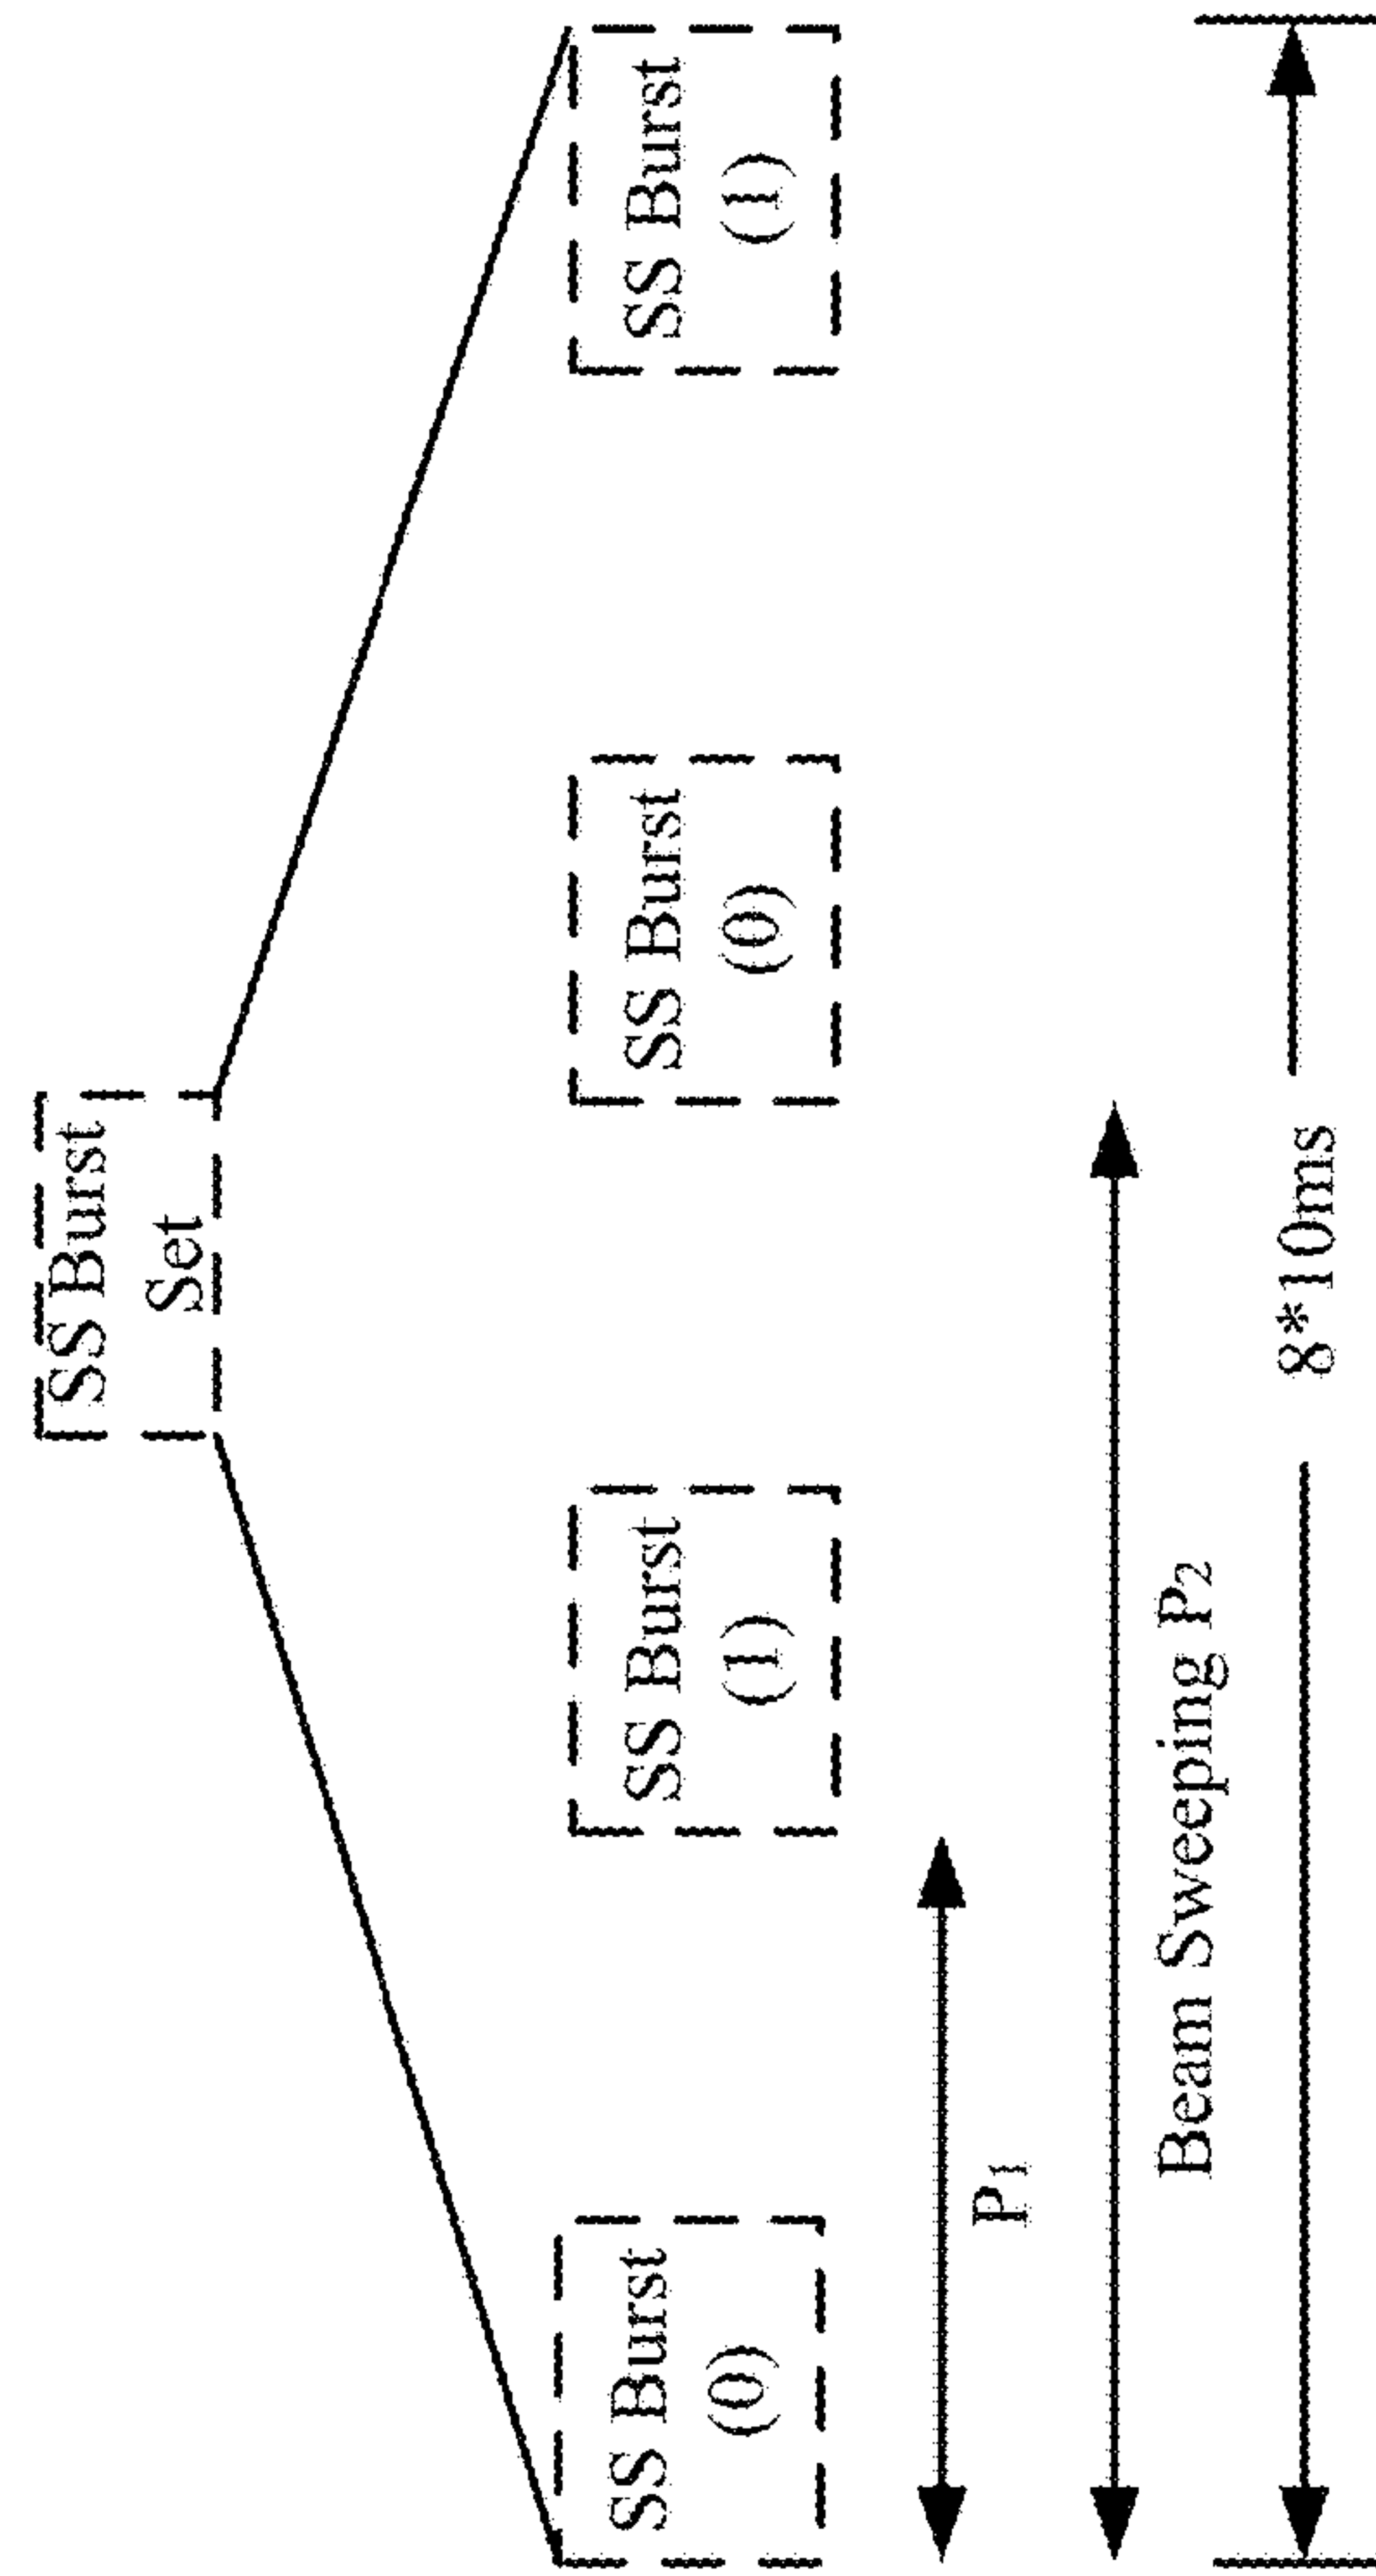 SS Burst
Set
SS Burst
(0)
SS Burst
(1)
SS Burst
(0)
SS Burst
(1)
P1
Beam Sweeping P2
8*10ms